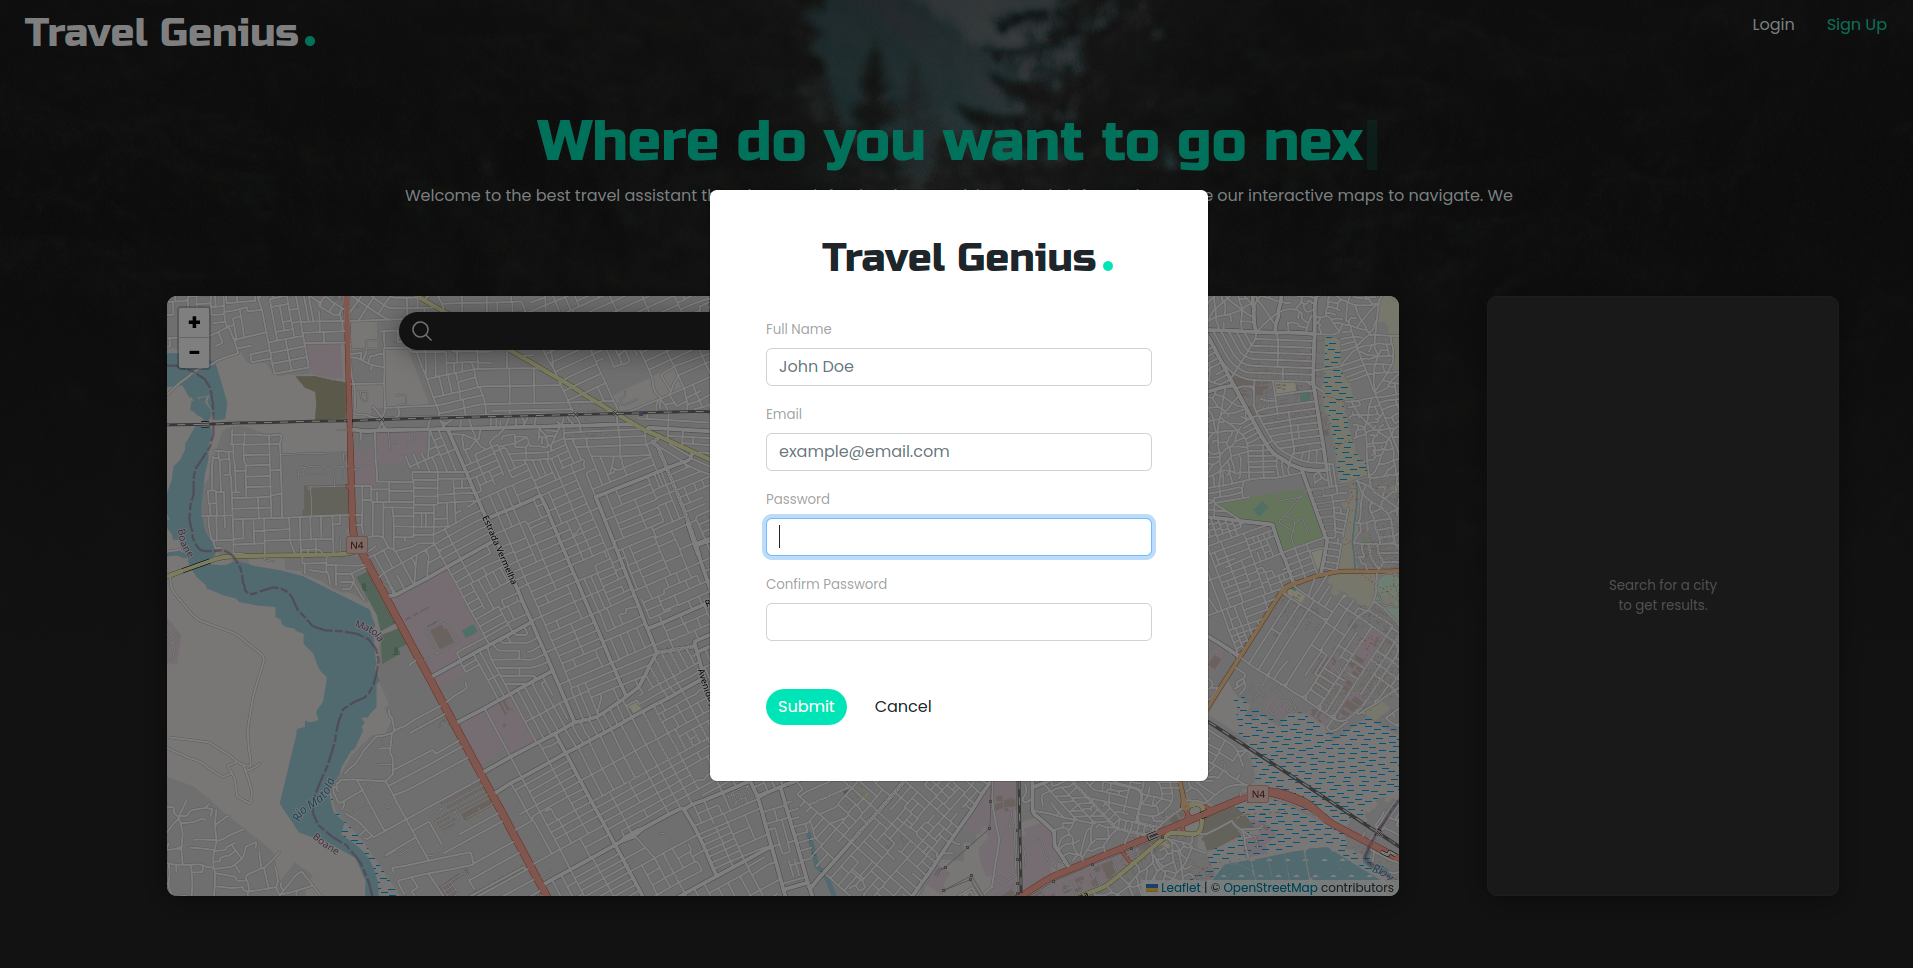 Travel Genius.
Login
Sign Up
Where do you want to go nex
Welcome to the best travel assistant
our interactive maps to navigate. We
Travel Genius.
Full Name
John Doe
Email
example@email.com
Password
Confirm Password
Submit
Cancel
+
-
N4
Estrada Vermelha
Boane
Matola
Rio Matola
Boane
N4
Search for a city
to get results.
Leaflet | © OpenStreetMap contributors